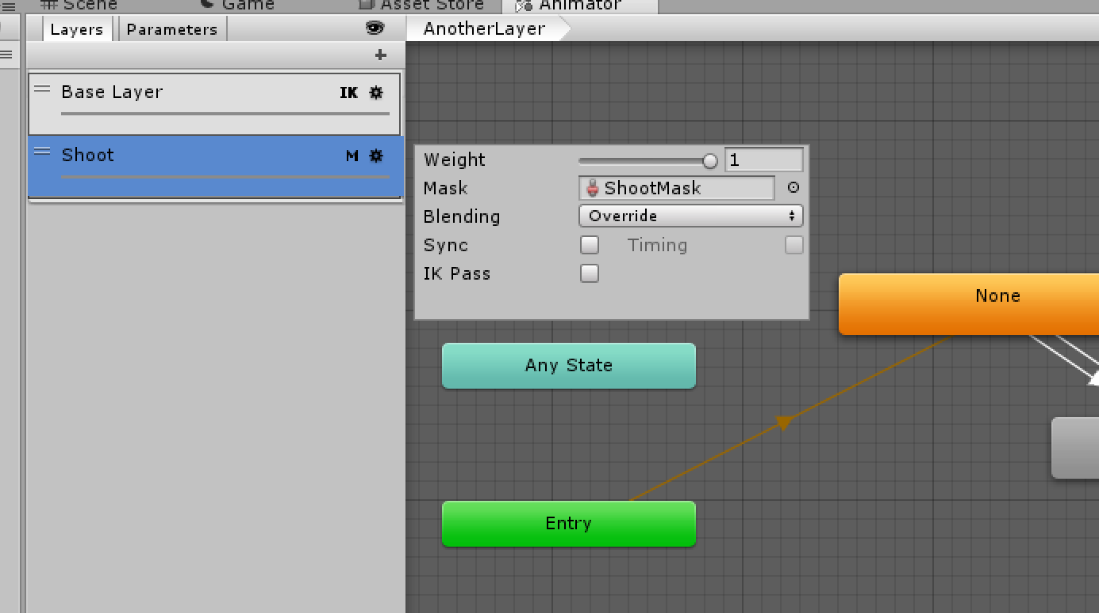 Scene Game Asset Store Animator
Layers Parameters AnotherLayer
+
Base Layer IK
Shoot M
Weight 1
Mask ShootMask
Blending Override
Sync Timing
IK Pass
None
Any State
Entry